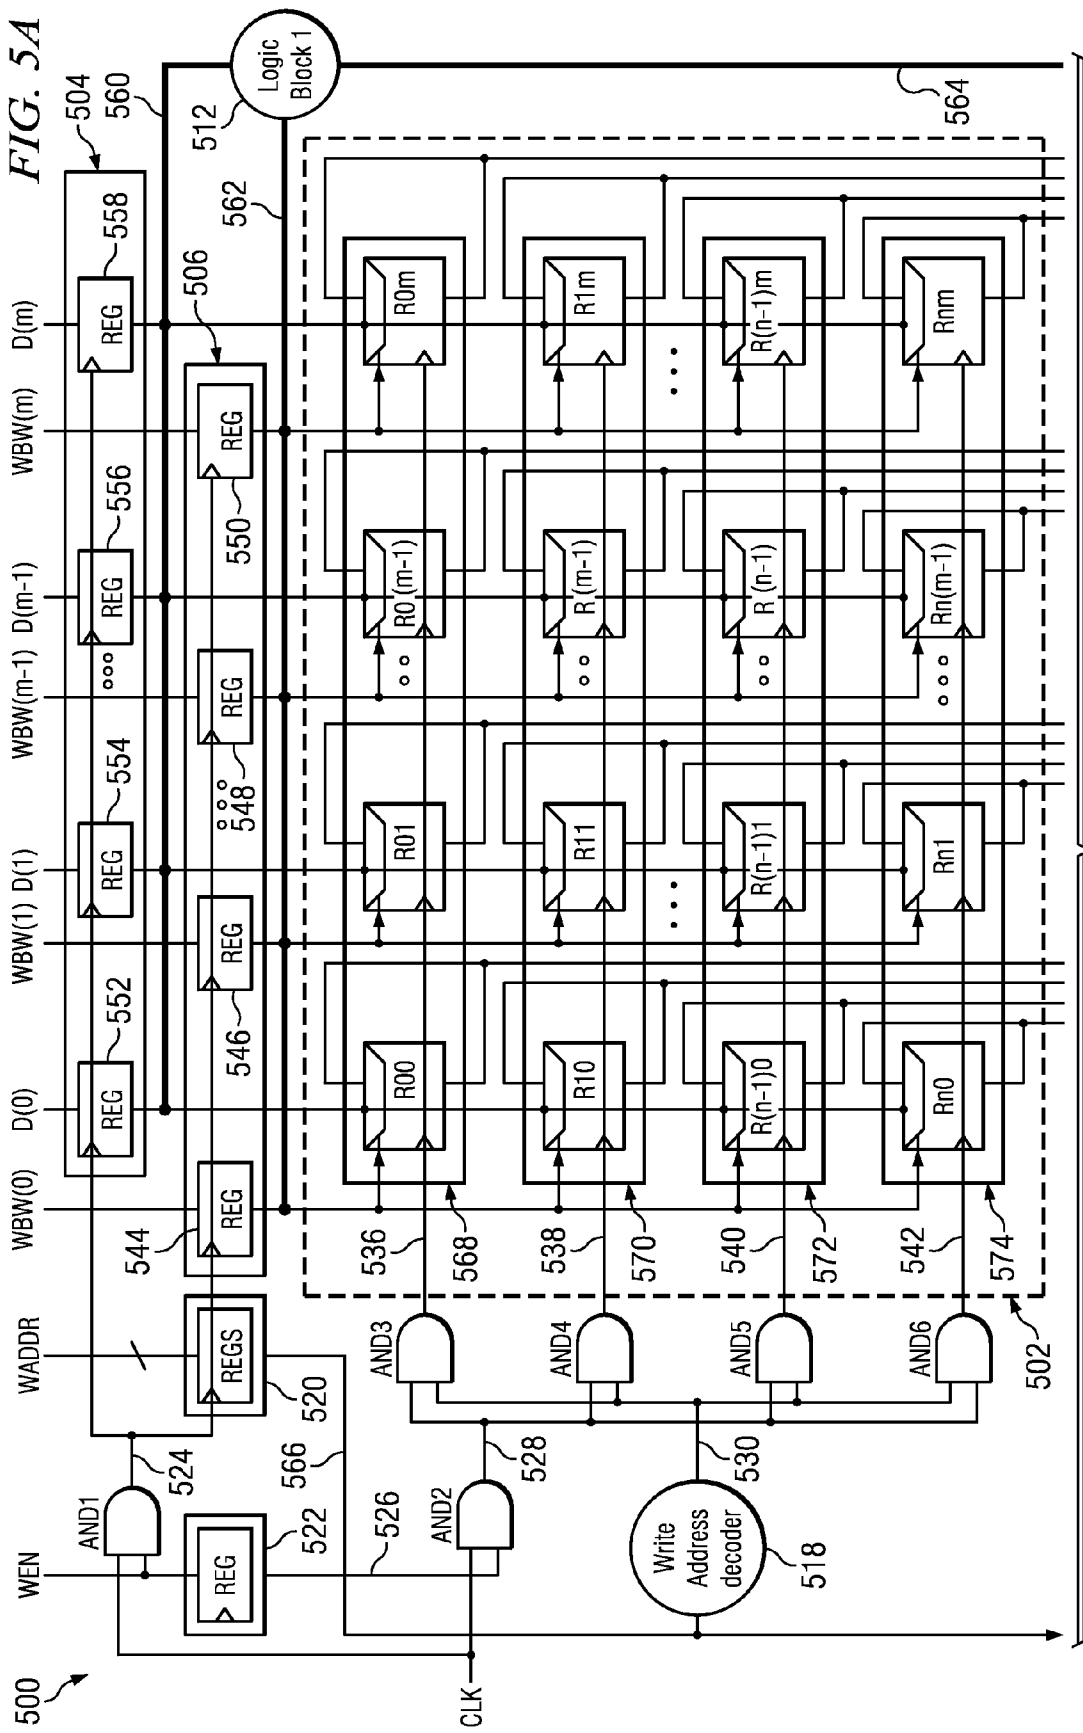 FIG. 5A
500
WEN
WADDR
WBW(0)
D(0)
WBW(1)
D(1)
WBW(m-1)
D(m-1)
WBW(m)
D(m)
504
560
552
554
556
558
REG
REG
REG
REG
AND1
524
544
506
REG
REGS
REG
REG
REG
REG
522
520
546
548
550
512
Logic
Block 1
566
562
526
CLK
AND2
528
AND3
536
568
R00
R01
R0 (m-1)
R0m
AND4
538
570
R10
R11
R (m-1)
R1m
Write
Address
decoder
518
530
AND5
540
572
R(n-1)0
R(n-1)1
R (n-1)
R(n-1)m
AND6
542
574
Rn0
Rn1
Rn(m-1)
Rnm
502
564